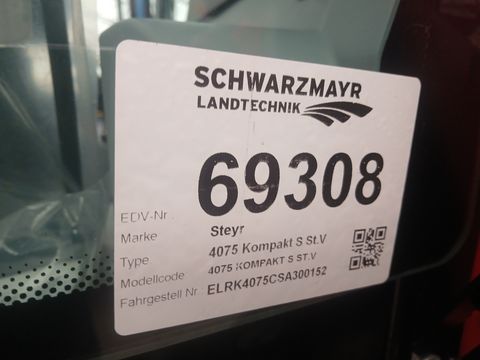 SCHWARZMAYR
LANDTECHNIK
69308
EDV-Nr.
Marke Steyr
Type 4075 Kompakt S St.V
Modellcode 4075 KOMPAKT S ST.V
Fahrgestell Nr. ELRK4075CSA300152